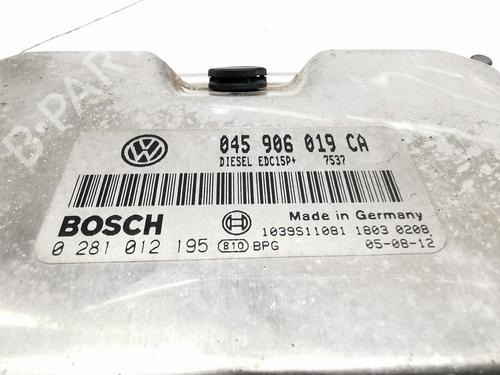 B-PARTS
045 906 019 CA
DIESEL EDC15P+ 7537
BOSCH
Made in Germany
1039S11081 1803 0208
0 281 012 195 810 BPG 05-08-12